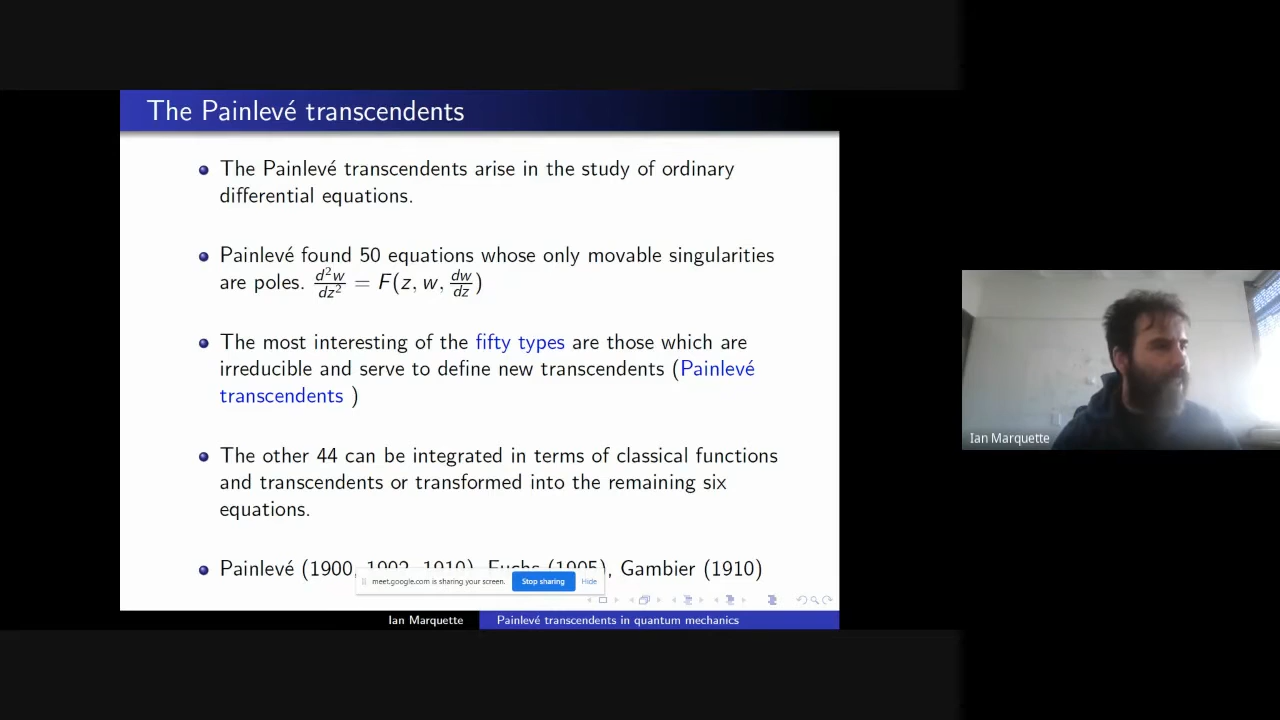 The Painlevé transcendents
The Painlevé transcendents arise in the study of ordinary
differential equations.
Painlevé found 50 equations whose only movable singularities
are poles. d²w/dz² = F(z, w, dw/dz)
The most interesting of the fifty types are those which are
irreducible and serve to define new transcendents (Painlevé
transcendents )
The other 44 can be integrated in terms of classical functions
and transcendents or transformed into the remaining six
equations.
Painlevé (1900, 1902, 1910), Fuchs (1905), Gambier (1910)
meet.google.com is sharing your screen. Stop sharing Hide
Ian Marquette Painlevé transcendents in quantum mechanics
Ian Marquette